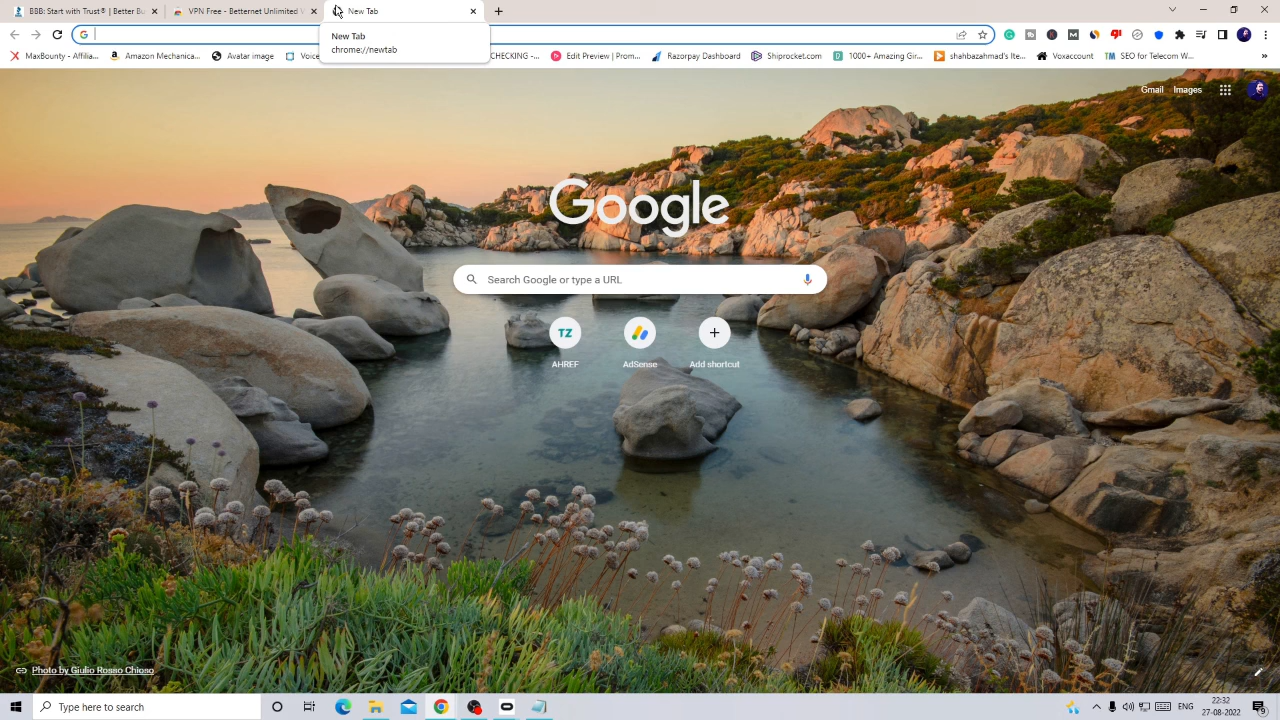 BBB: Start with Trust® | Better Bu
VPN Free - Betternet Unlimited V
New Tab
New Tab
chrome://newtab
MaxBounty - Affilia...
Amazon Mechanica...
Avatar image
Voice
CHECKING -...
Edit Preview | Prom...
Razorpay Dashboard
Shiprocket.com
1000+ Amazing Gir...
shahbazahmad's Ite...
Voxaccount
TM SEO for Telecom W...
Gmail Images
Google
Search Google or type a URL
TZ
AHREF
AdSense
Add shortcut
Photo by Giulio Rosso Chioso
Type here to search
ENG
22:32
27-08-2022